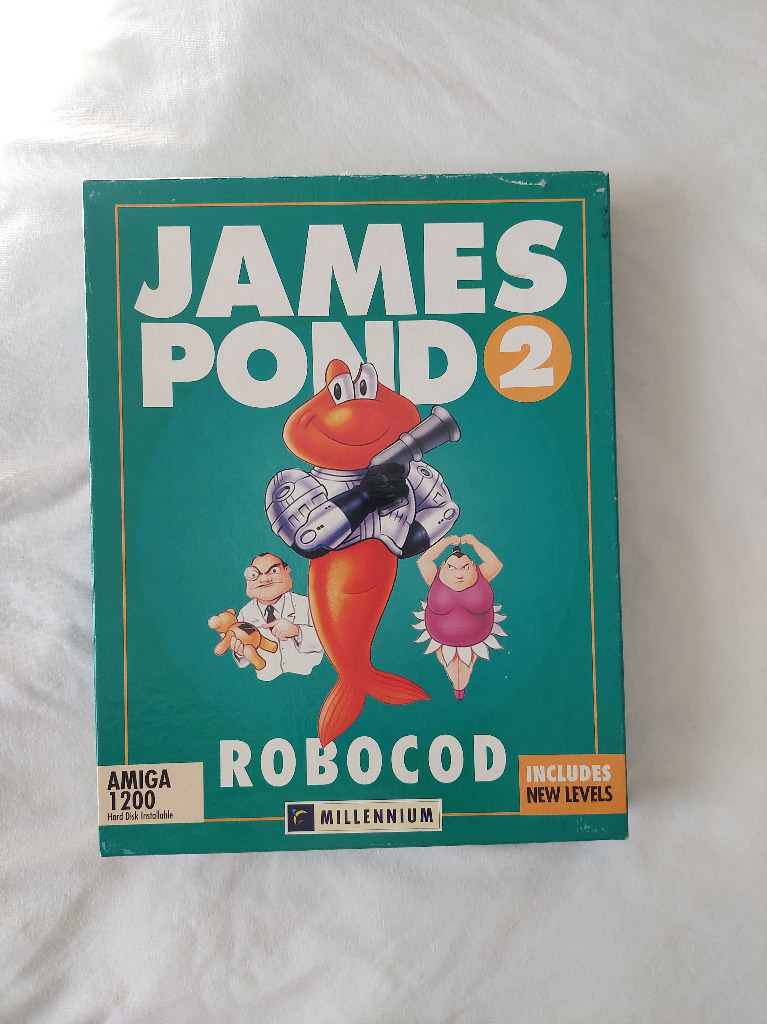 JAMES
POND 2
ROBOCOD
AMIGA
1200
Hard Disk Installable
INCLUDES
NEW LEVELS
MILLENNIUM